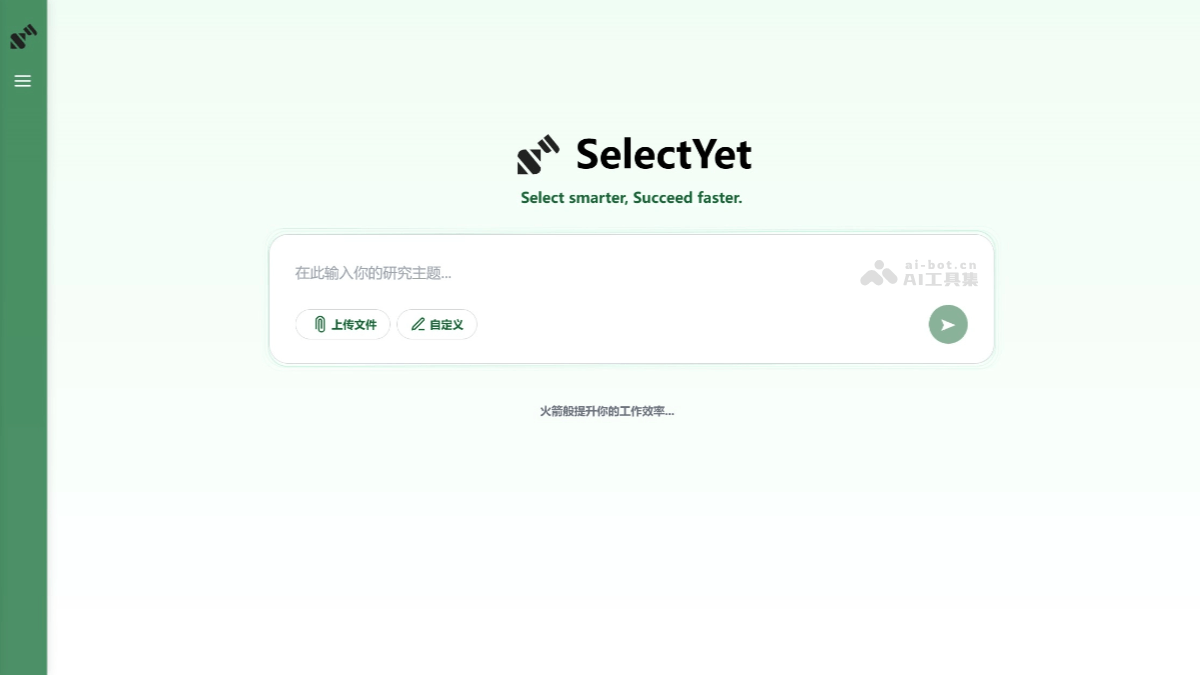 SelectYet
Select smarter, Succeed faster.
在此输入你的研究主题...
ai-bot.cn
AI工具集
上传文件
自定义
火箭般提升你的工作效率...